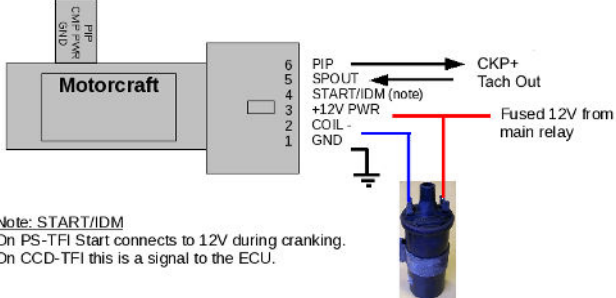 PIP
CMP PWR
GND
Motorcraft
6 PIP CKP+
5 SPOUT Tach Out
4 START/IDM (note)
3 +12V PWR Fused 12V from
main relay
2 COIL -
1 GND
Note: START/IDM
On PS-TFI Start connects to 12V during cranking.
On CCD-TFI this is a signal to the ECU.